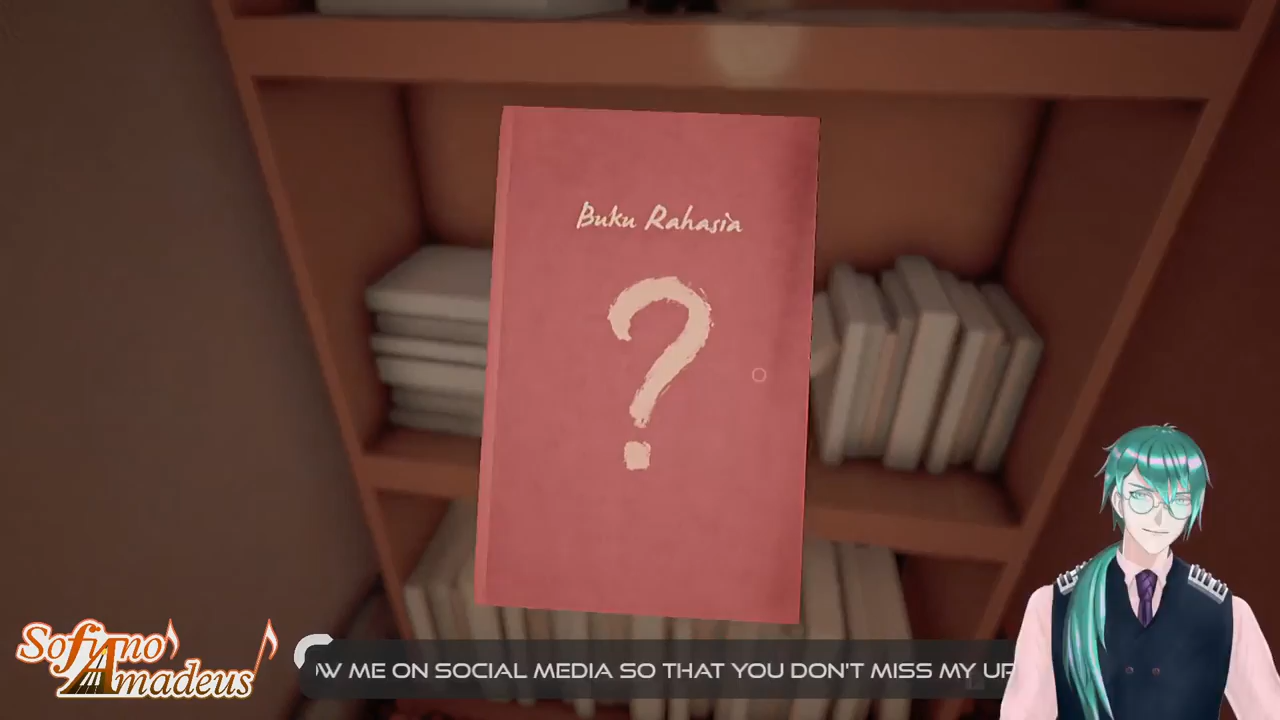 Buku Rahasia
?
Sofiano
Amadeus
W ME ON SOCIAL MEDIA SO THAT YOU DON'T MISS MY UP